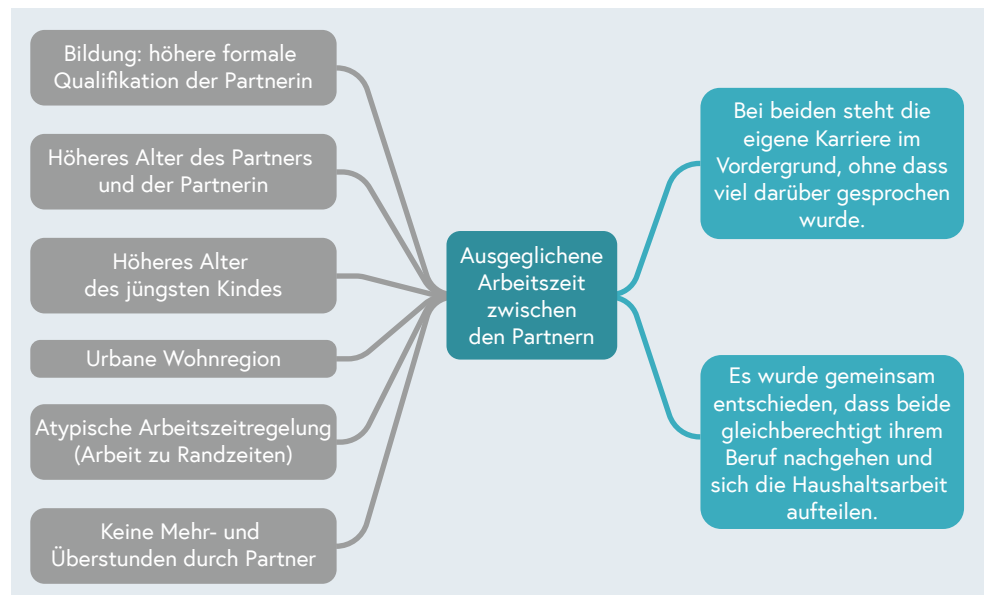 Bildung: höhere formale
Qualifikation der Partnerin
Höheres Alter des Partners
und der Partnerin
Höheres Alter
des jüngsten Kindes
Urbane Wohnregion
Atypische Arbeitszeitregelung
(Arbeit zu Randzeiten)
Keine Mehr- und
Überstunden durch Partner
Ausgeglichene
Arbeitszeit
zwischen
den Partnern
Bei beiden steht die
eigene Karriere im
Vordergrund, ohne dass
viel darüber gesprochen
wurde.
Es wurde gemeinsam
entschieden, dass beide
gleichberechtigt ihrem
Beruf nachgehen und
sich die Haushaltsarbeit
aufteilen.